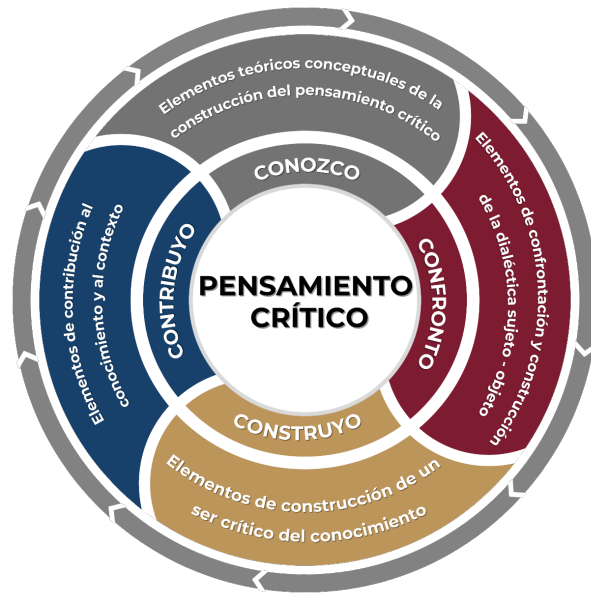 PENSAMIENTO
CRÍTICO
CONOZCO
Elementos teóricos conceptuales de la
construcción del pensamiento crítico
CONFRONTO
Elementos de confrontación y construcción
de la dialéctica sujeto - objeto
CONSTRUYO
Elementos de construcción de un
ser crítico del conocimiento
CONTRIBUYO
Elementos de contribución al
conocimiento y al contexto